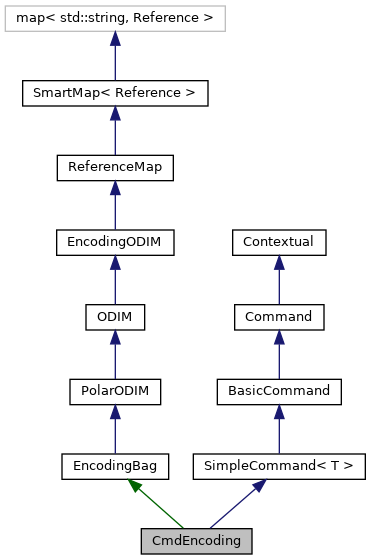 map< std::string, Reference >
SmartMap< Reference >
ReferenceMap
EncodingODIM
Contextual
ODIM
Command
PolarODIM
BasicCommand
EncodingBag
SimpleCommand< T >
CmdEncoding